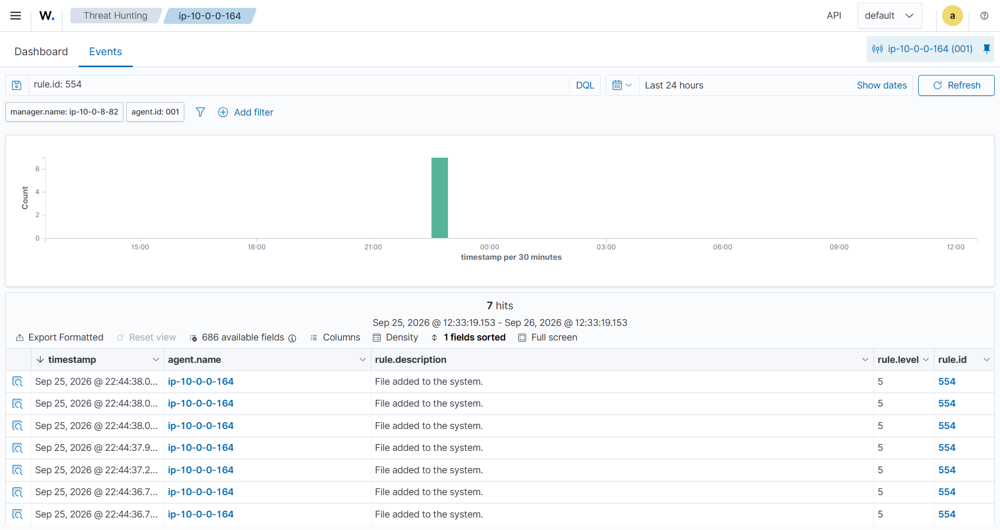 W. Threat Hunting ip-10-0-0-164 API default a
Dashboard Events ip-10-0-0-164 (001)
rule.id: 554 DQL Last 24 hours Show dates Refresh
manager.name: ip-10-0-8-82 agent.id: 001 Add filter
6
4
2
0
Count
15:00 18:00 21:00 00:00 03:00 06:00 09:00 12:00
timestamp per 30 minutes
7 hits
Sep 25, 2026 @ 12:33:19.153 - Sep 26, 2026 @ 12:33:19.153
Export Formatted Reset view 686 available fields Columns Density 1 fields sorted Full screen
timestamp agent.name rule.description rule.level rule.id
Sep 25, 2026 @ 22:44:38.0... ip-10-0-0-164 File added to the system. 5 554
Sep 25, 2026 @ 22:44:38.0... ip-10-0-0-164 File added to the system. 5 554
Sep 25, 2026 @ 22:44:38.0... ip-10-0-0-164 File added to the system. 5 554
Sep 25, 2026 @ 22:44:37.9... ip-10-0-0-164 File added to the system. 5 554
Sep 25, 2026 @ 22:44:37.2... ip-10-0-0-164 File added to the system. 5 554
Sep 25, 2026 @ 22:44:36.7... ip-10-0-0-164 File added to the system. 5 554
Sep 25, 2026 @ 22:44:36.7... ip-10-0-0-164 File added to the system. 5 554